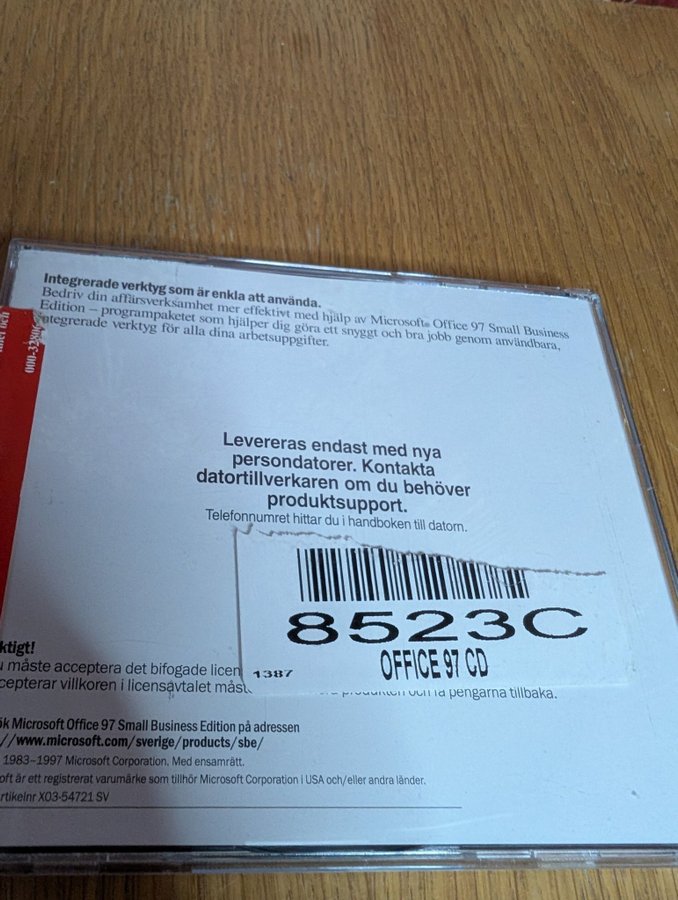 Integrerade verktyg som är enkla att använda.
Bedriv din affärsverksamhet mer effektivt med hjälp av Microsoft® Office 97 Small Business
Edition – programpaketet som hjälper dig göra ett snyggt och bra jobb genom användbara,
ntegrerade verktyg för alla dina arbetsuppgifter.
Levereras endast med nya
persondatorer. Kontakta
datortillverkaren om du behöver
produktsupport.
Telefonnumret hittar du i handboken till datorn.
8523C
1387
OFFICE 97 CD
ktigt!
u måste acceptera det bifogade licen
cepterar villkoren i licensavtalet måst
produkten och få pengarna tillbaka.
ök Microsoft Office 97 Small Business Edition på adressen
//www.microsoft.com/sverige/products/sbe/
1983–1997 Microsoft Corporation. Med ensamrätt.
oft är ett registrerat varumärke som tillhör Microsoft Corporation i USA och/eller andra länder.
rtikelnr X03-54721 SV